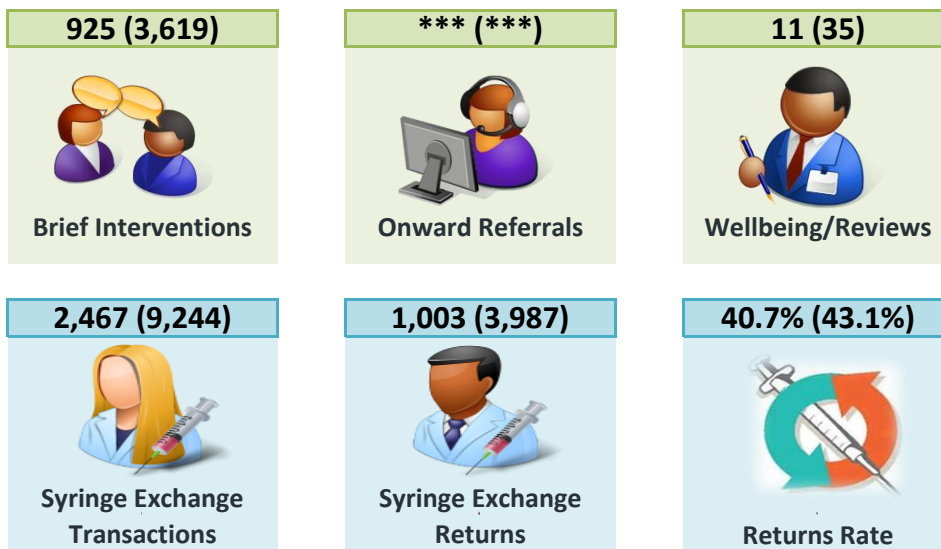 925 (3,619)
*** (***)
11 (35)
Brief Interventions
Onward Referrals
Wellbeing/Reviews
2,467 (9,244)
1,003 (3,987)
40.7% (43.1%)
Syringe Exchange
Transactions
Syringe Exchange
Returns
Returns Rate